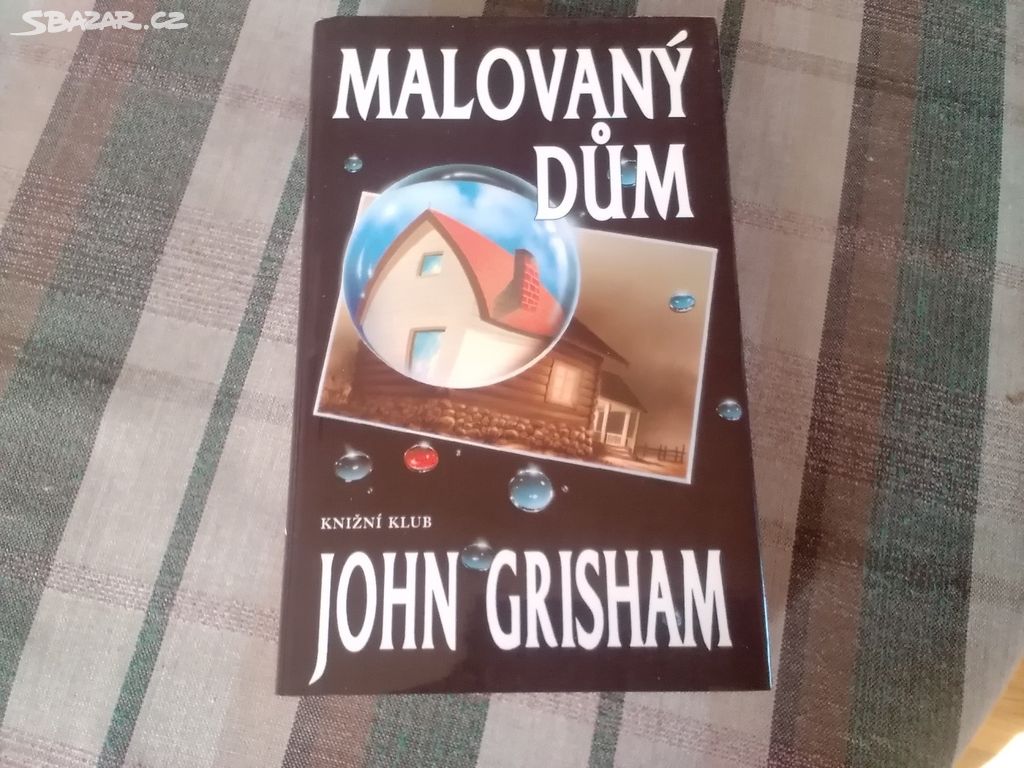 SBAZAR.CZ
MALOVANÝ
DŮM
KNIŽNÍ KLUB
JOHN GRISHAM